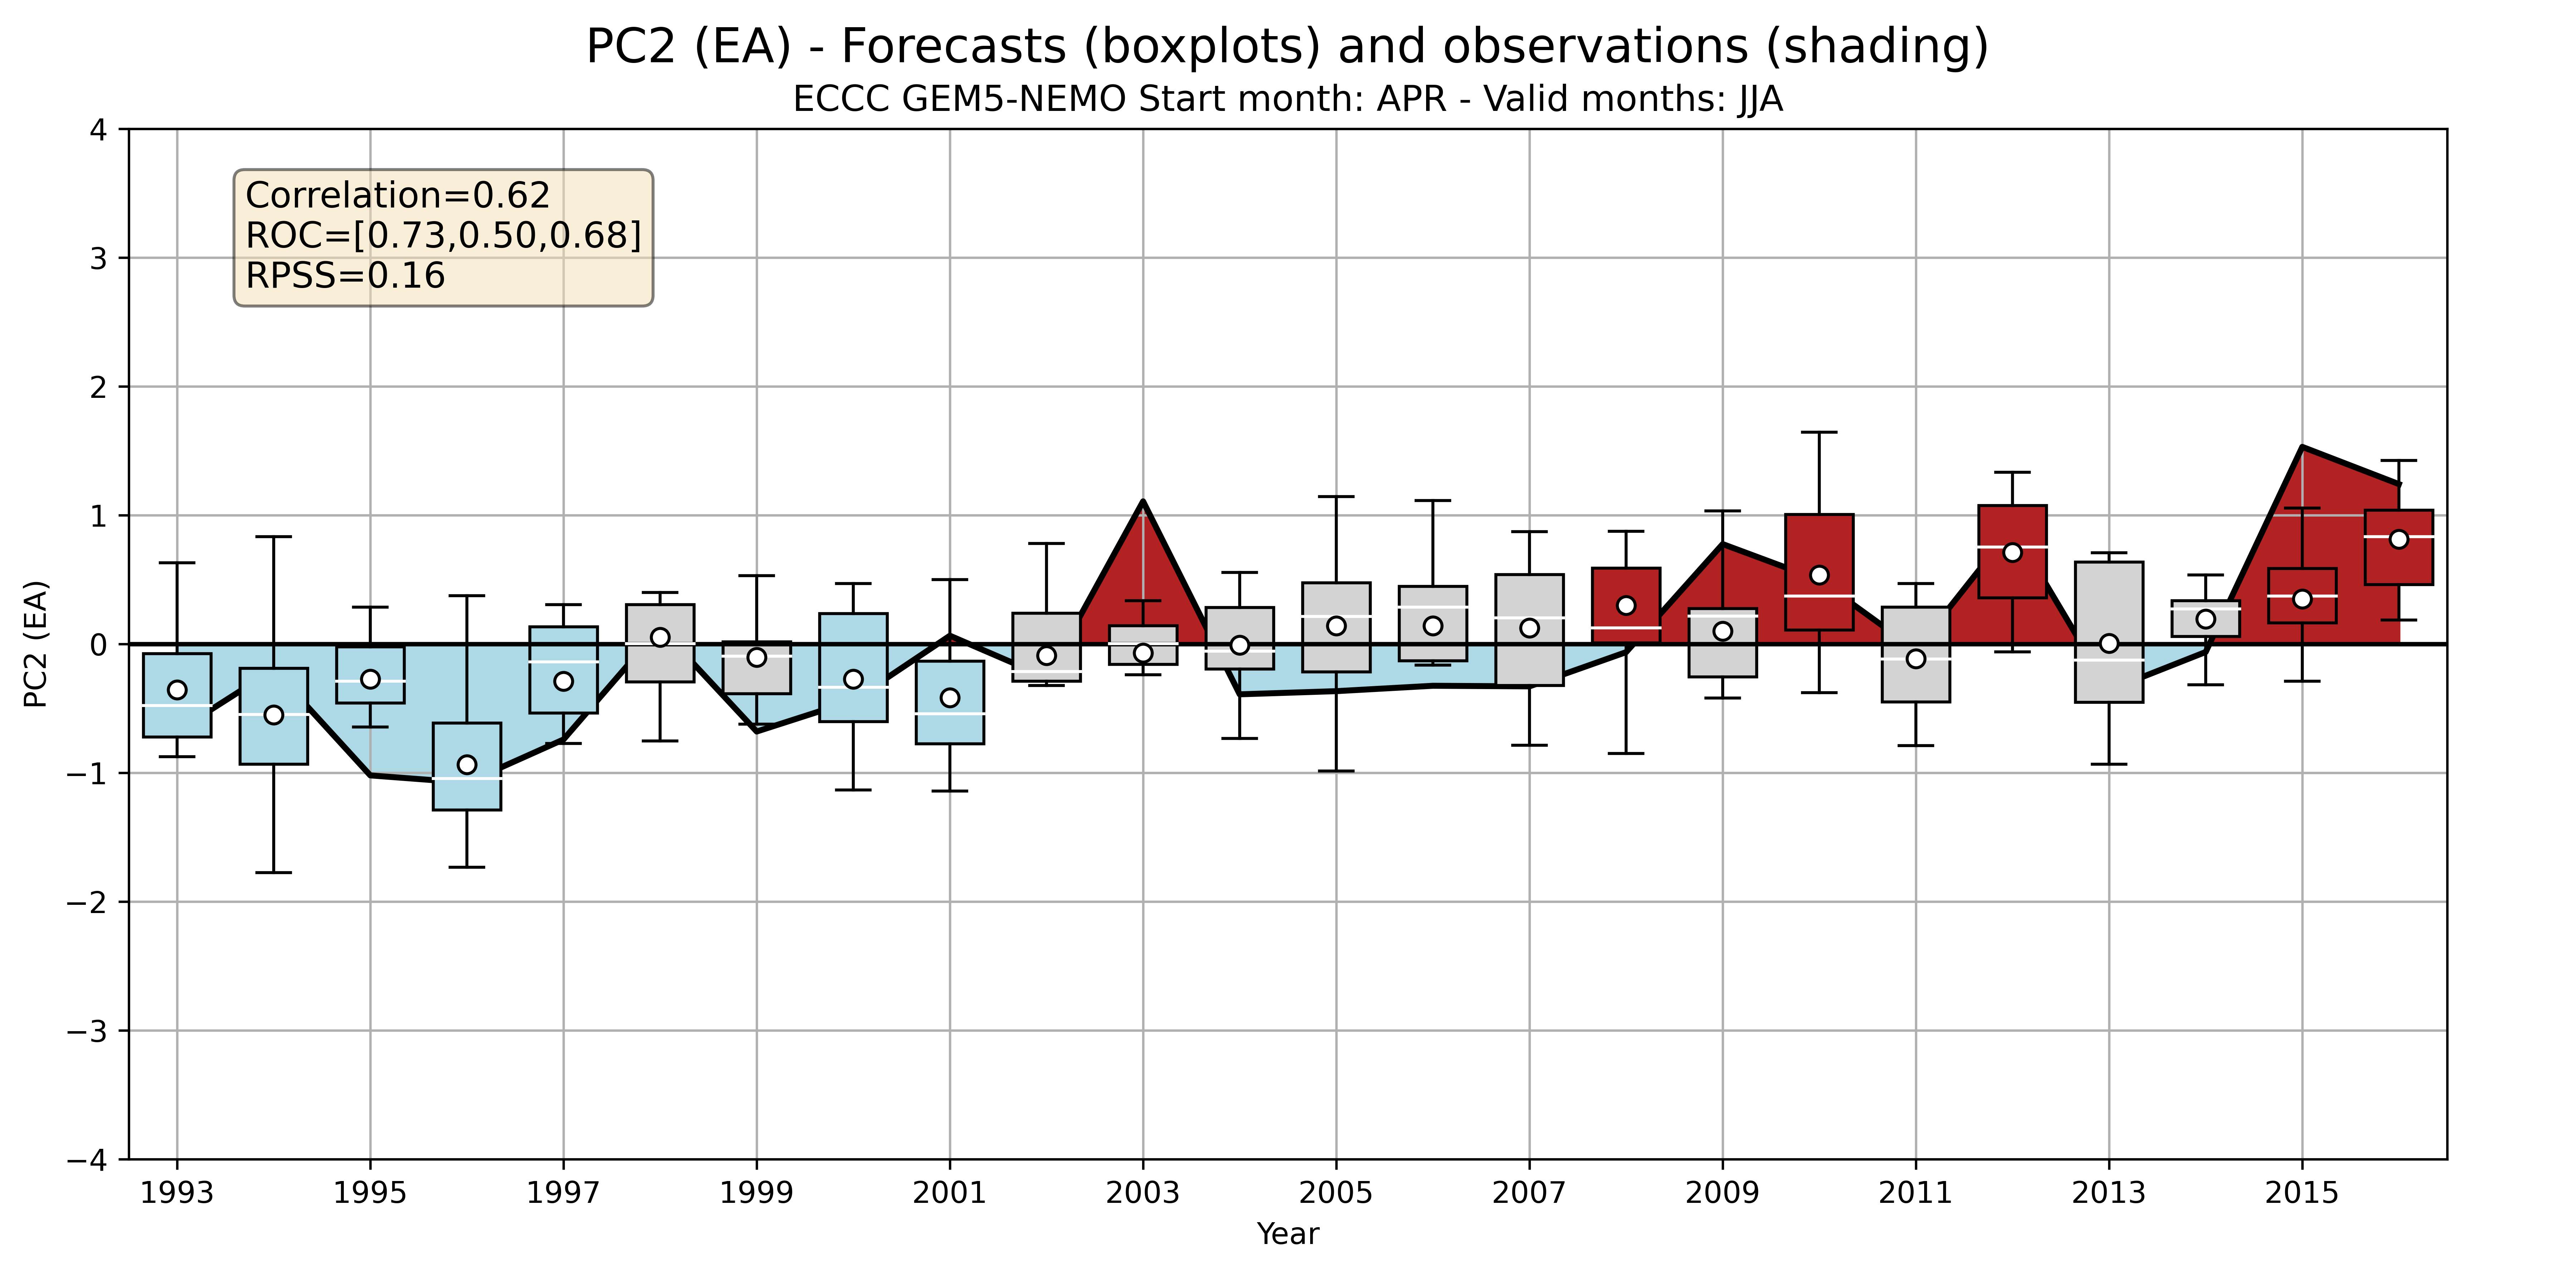 PC2 (EA) - Forecasts (boxplots) and observations (shading)
ECCC GEM5-NEMO Start month: APR - Valid months: JJA
Correlation=0.62
ROC=[0.73,0.50,0.68]
RPSS=0.16
PC2 (EA)
4
3
2
1
0
−1
−2
−3
−4
1993 1995 1997 1999 2001 2003 2005 2007 2009 2011 2013 2015
Year